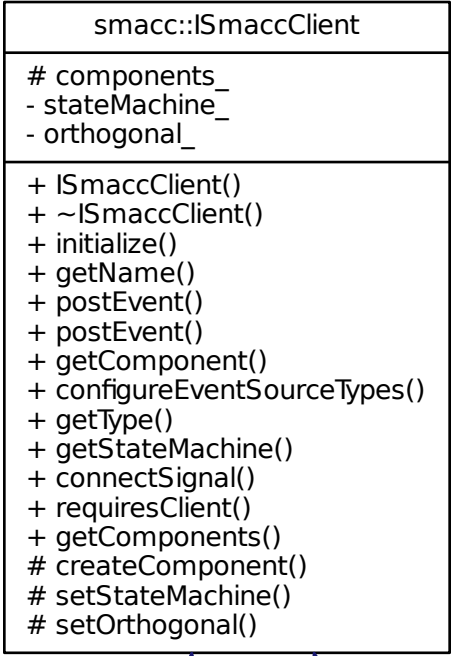 smacc::ISmaccClient
# components_
- stateMachine_
- orthogonal_
+ ISmaccClient()
+ ~ISmaccClient()
+ initialize()
+ getName()
+ postEvent()
+ postEvent()
+ getComponent()
+ configureEventSourceTypes()
+ getType()
+ getStateMachine()
+ connectSignal()
+ requiresClient()
+ getComponents()
# createComponent()
# setStateMachine()
# setOrthogonal()